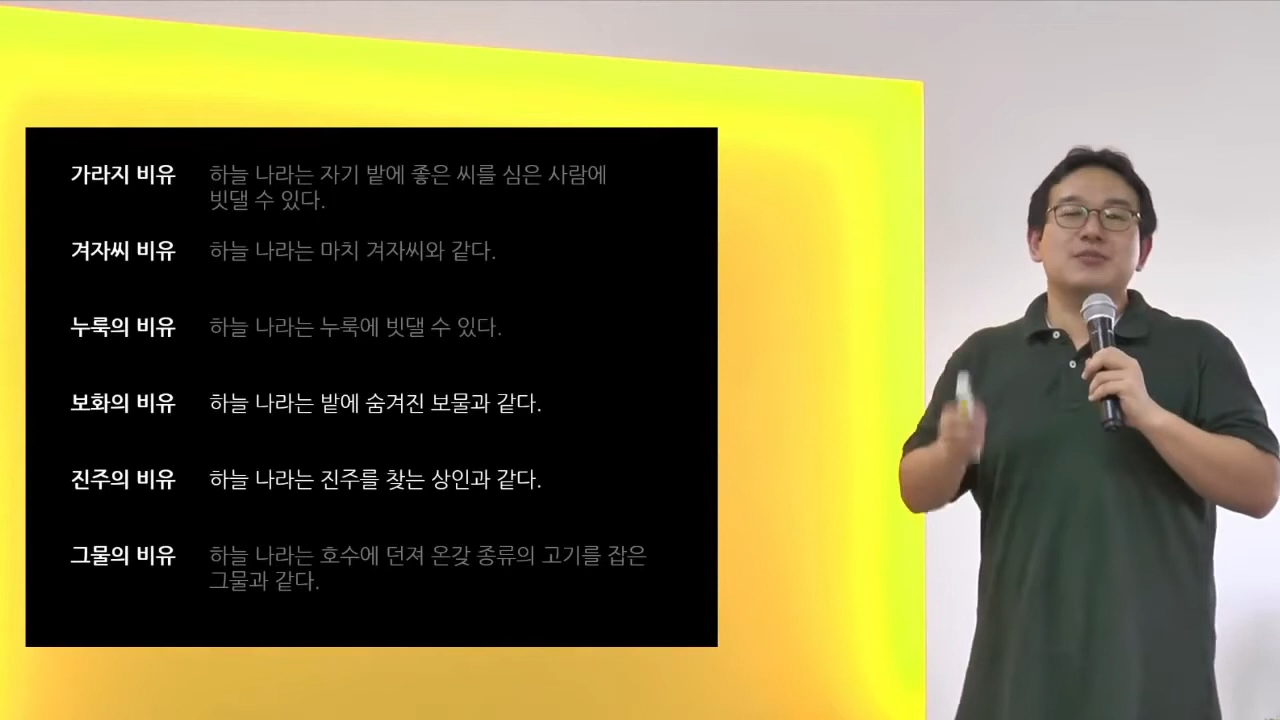 가라지 비유 하늘 나라는 자기 밭에 좋은 씨를 심은 사람에
빗댈 수 있다.
겨자씨 비유 하늘 나라는 마치 겨자씨와 같다.
누룩의 비유 하늘 나라는 누룩에 빗댈 수 있다.
보화의 비유 하늘 나라는 밭에 숨겨진 보물과 같다.
진주의 비유 하늘 나라는 진주를 찾는 상인과 같다.
그물의 비유 하늘 나라는 호수에 던져 온갖 종류의 고기를 잡은
그물과 같다.